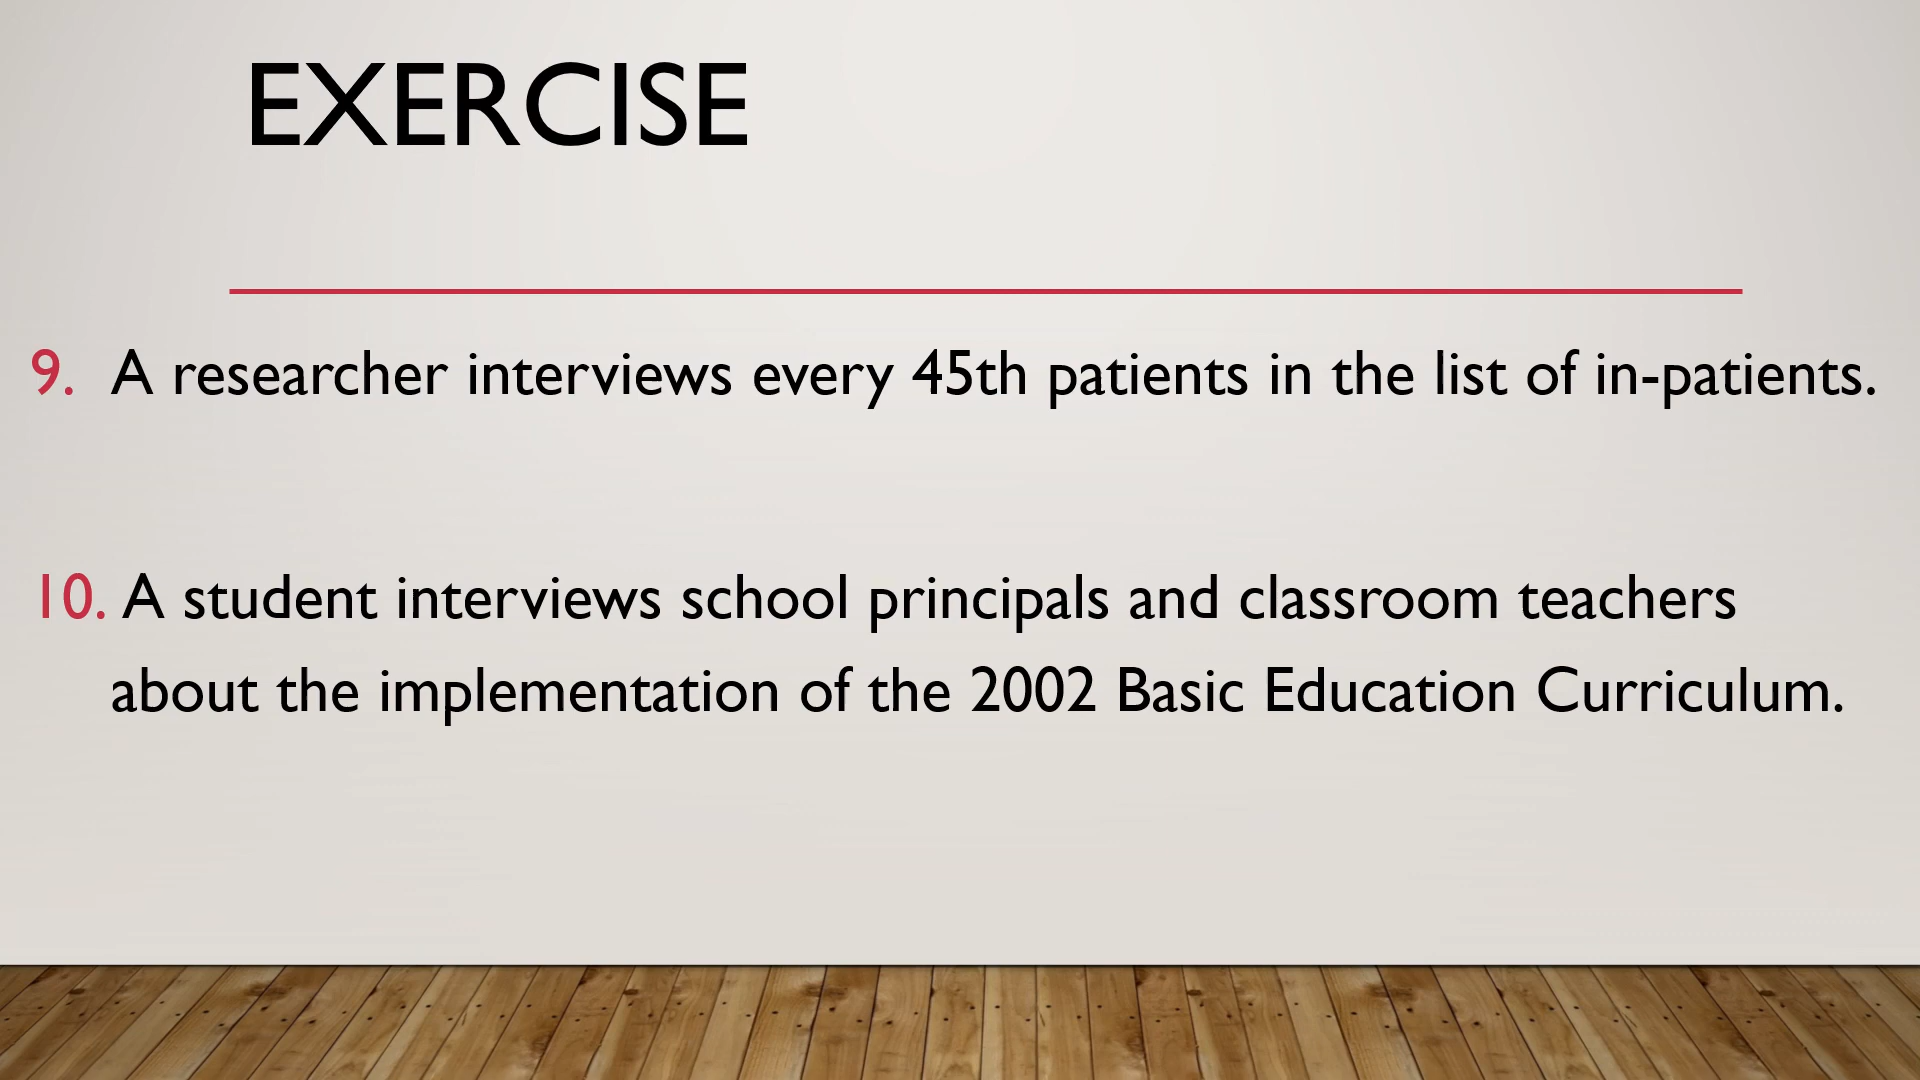 EXERCISE
9. A researcher interviews every 45th patients in the list of in-patients.
10. A student interviews school principals and classroom teachers
about the implementation of the 2002 Basic Education Curriculum.